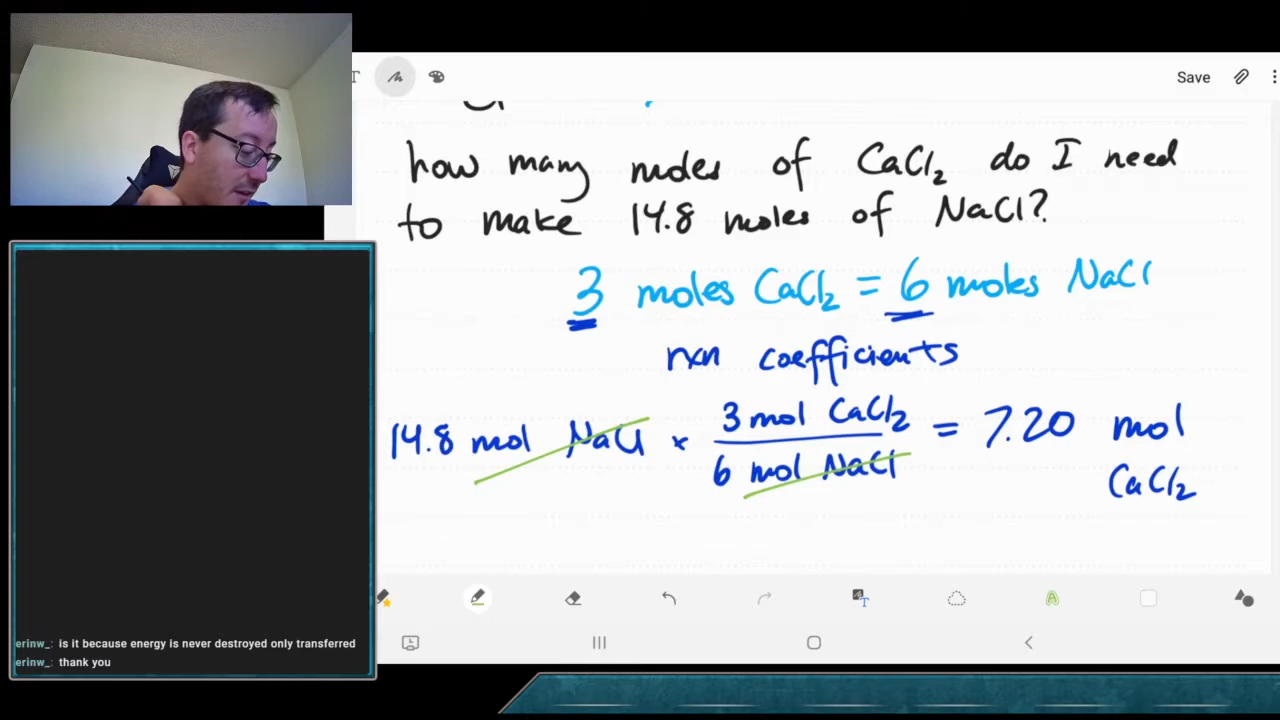 T
Save
Cl
how many moles of CaCl₂ do I need
to make 14.8 moles of NaCl?
3 moles CaCl₂ = 6 moles NaCl
rxn coefficients
14.8 mol NaCl × 3 mol CaCl₂ / 6 mol NaCl = 7.20 mol
CaCl₂
erinw_: is it because energy is never destroyed only transferred
erinw_: thank you